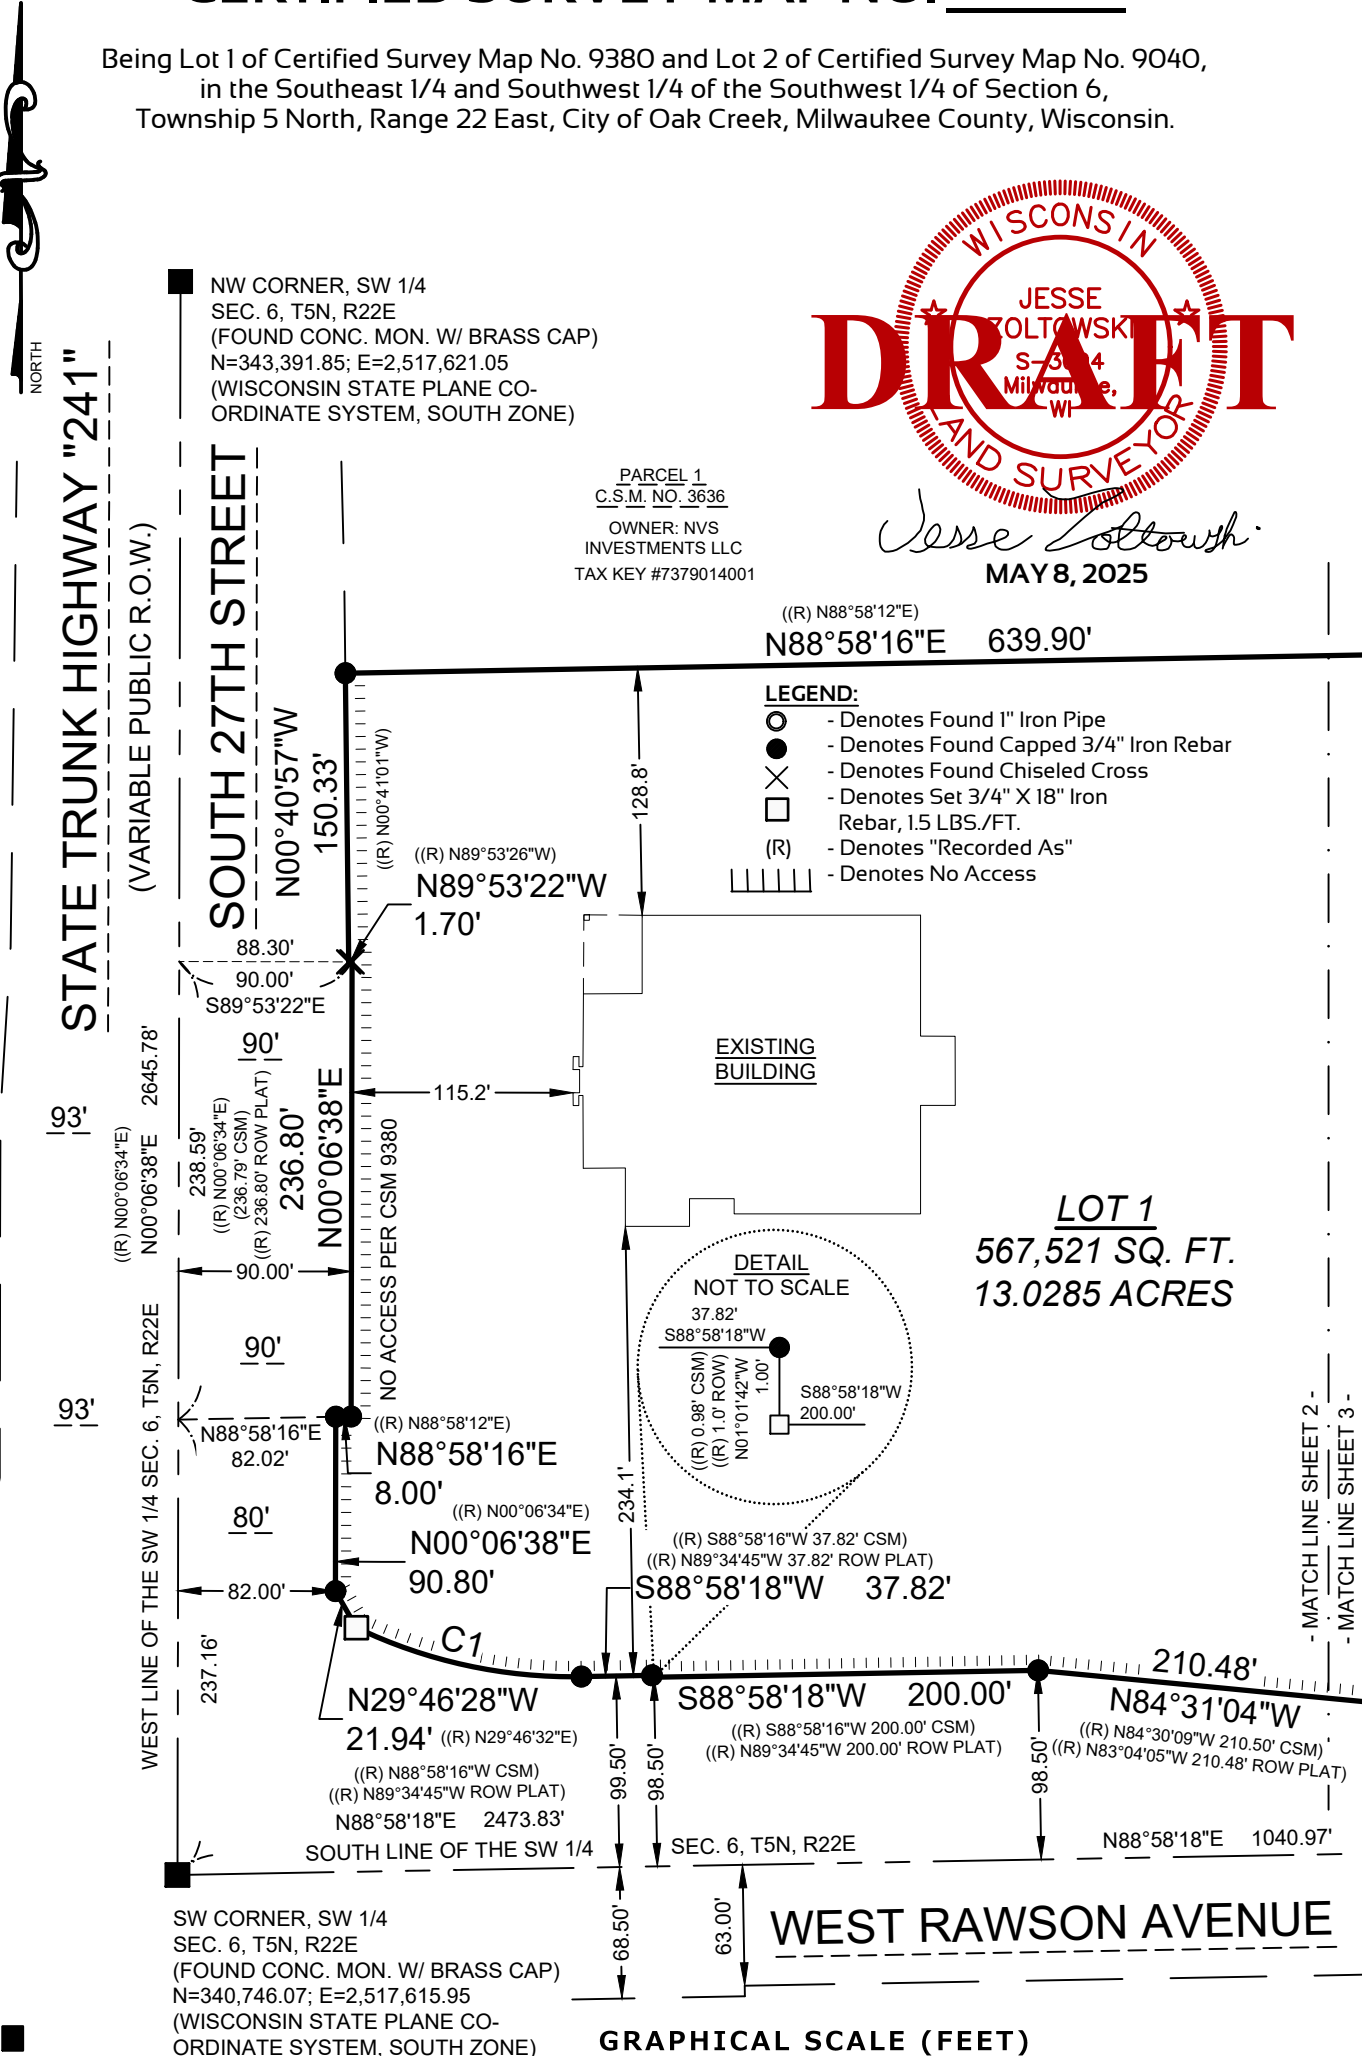 CERTIFIED SURVEY MAP NO.
Being Lot 1 of Certified Survey Map No. 9380 and Lot 2 of Certified Survey Map No. 9040,
in the Southeast 1/4 and Southwest 1/4 of the Southwest 1/4 of Section 6,
Township 5 North, Range 22 East, City of Oak Creek, Milwaukee County, Wisconsin.
NORTH
NW CORNER, SW 1/4
SEC. 6, T5N, R22E
(FOUND CONC. MON. W/ BRASS CAP)
N=343,391.85; E=2,517,621.05
(WISCONSIN STATE PLANE CO-
ORDINATE SYSTEM, SOUTH ZONE)
WISCONSIN
JESSE
ZOLTOWSKI
DRAFT
Milwaukee,
WI
LAND SURVEYOR
Jesse Zoltowski
MAY 8, 2025
PARCEL 1
C.S.M. NO. 3636
OWNER: NVS
INVESTMENTS LLC
TAX KEY #7379014001
STATE TRUNK HIGHWAY "241"
(VARIABLE PUBLIC R.O.W.)
SOUTH 27TH STREET
((R) N88°58'12"E)
N88°58'16"E 639.90'
LEGEND:
- Denotes Found 1" Iron Pipe
- Denotes Found Capped 3/4" Iron Rebar
- Denotes Found Chiseled Cross
- Denotes Set 3/4" X 18" Iron
Rebar, 1.5 LBS./FT.
(R) - Denotes "Recorded As"
- Denotes No Access
N00°40'57"W
150.33'
((R) N00°41'01"W)
128.8'
((R) N89°53'26"W)
N89°53'22"W
1.70'
88.30'
90.00'
S89°53'22"E
90'
93'
EXISTING
BUILDING
115.2'
((R) N00°06'34"E)
N00°06'38"E 2645.78'
238.59'
((R) N00°06'34"E)
(236.79' CSM)
((R) 236.80' ROW PLAT)
236.80'
N00°06'38"E
NO ACCESS PER CSM 9380
90.00'
LOT 1
567,521 SQ. FT.
13.0285 ACRES
DETAIL
NOT TO SCALE
37.82'
S88°58'18"W
((R) 0.98' CSM)
((R) 1.0' ROW)
N01°01'42"W
1.00'
S88°58'18"W
200.00'
90'
93'
WEST LINE OF THE SW 1/4 SEC. 6, T5N, R22E
N88°58'16"E
82.02'
((R) N88°58'12"E)
N88°58'16"E
8.00'
80'
((R) N00°06'34"E)
N00°06'38"E
90.80'
82.00'
237.16'
234.1'
((R) S88°58'16"W 37.82' CSM)
((R) N89°34'45"W 37.82' ROW PLAT)
S88°58'18"W 37.82'
- MATCH LINE SHEET 2 -
- MATCH LINE SHEET 3 -
C1
N29°46'28"W
21.94' ((R) N29°46'32"E)
S88°58'18"W 200.00'
((R) S88°58'16"W 200.00' CSM)
((R) N89°34'45"W 200.00' ROW PLAT)
210.48'
N84°31'04"W
((R) N84°30'09"W 210.50' CSM)
((R) N83°04'05"W 210.48' ROW PLAT)
99.50'
98.50'
98.50'
((R) N88°58'16"W CSM)
((R) N89°34'45"W ROW PLAT)
N88°58'18"E 2473.83'
SOUTH LINE OF THE SW 1/4 SEC. 6, T5N, R22E
N88°58'18"E 1040.97'
68.50'
63.00'
WEST RAWSON AVENUE
SW CORNER, SW 1/4
SEC. 6, T5N, R22E
(FOUND CONC. MON. W/ BRASS CAP)
N=340,746.07; E=2,517,615.95
(WISCONSIN STATE PLANE CO-
ORDINATE SYSTEM, SOUTH ZONE)
GRAPHICAL SCALE (FEET)